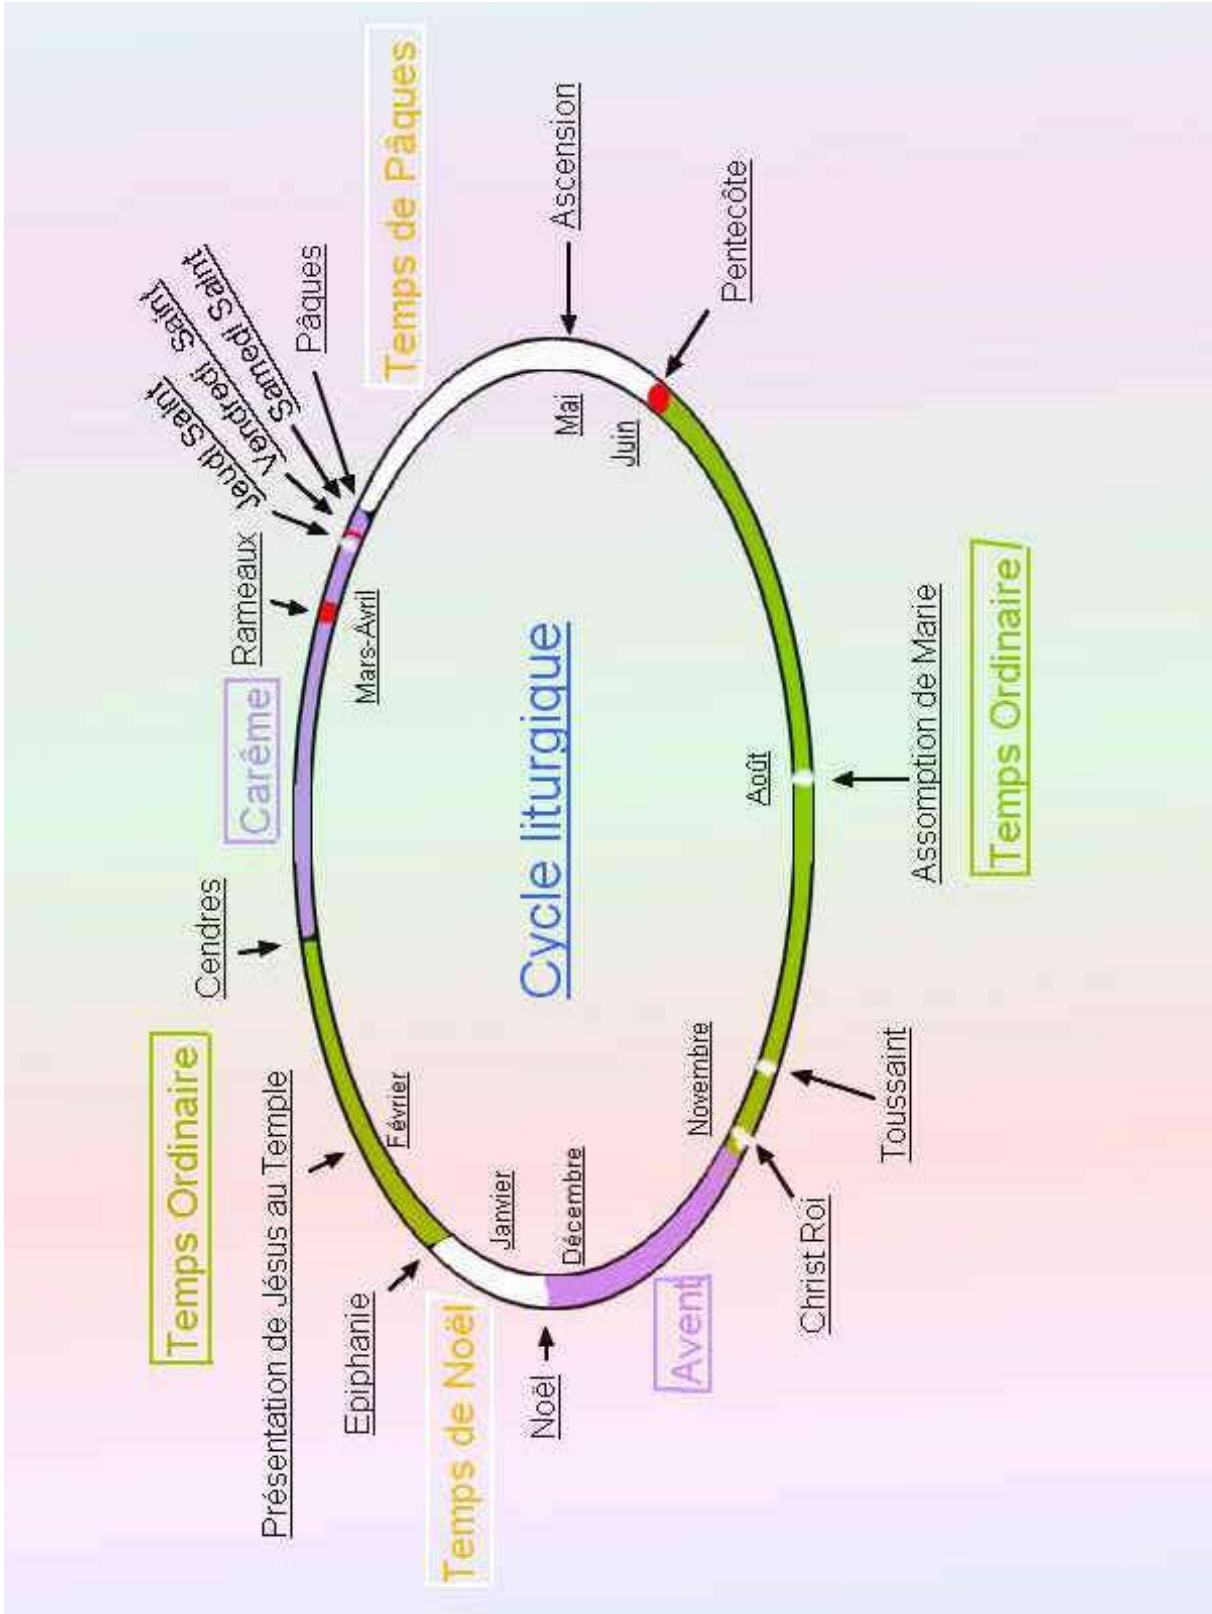 Cycle liturgique
Temps de Noël
Temps Ordinaire
Carême
Temps de Pâques
Temps Ordinaire
Avent
Noël
Epiphanie
Présentation de Jésus au Temple
Cendres
Rameaux
Jeudi Saint
Vendredi Saint
Samedi Saint
Pâques
Ascension
Pentecôte
Assomption de Marie
Toussaint
Christ Roi
Décembre
Janvier
Février
Mars-Avril
Mai
Juin
Août
Novembre